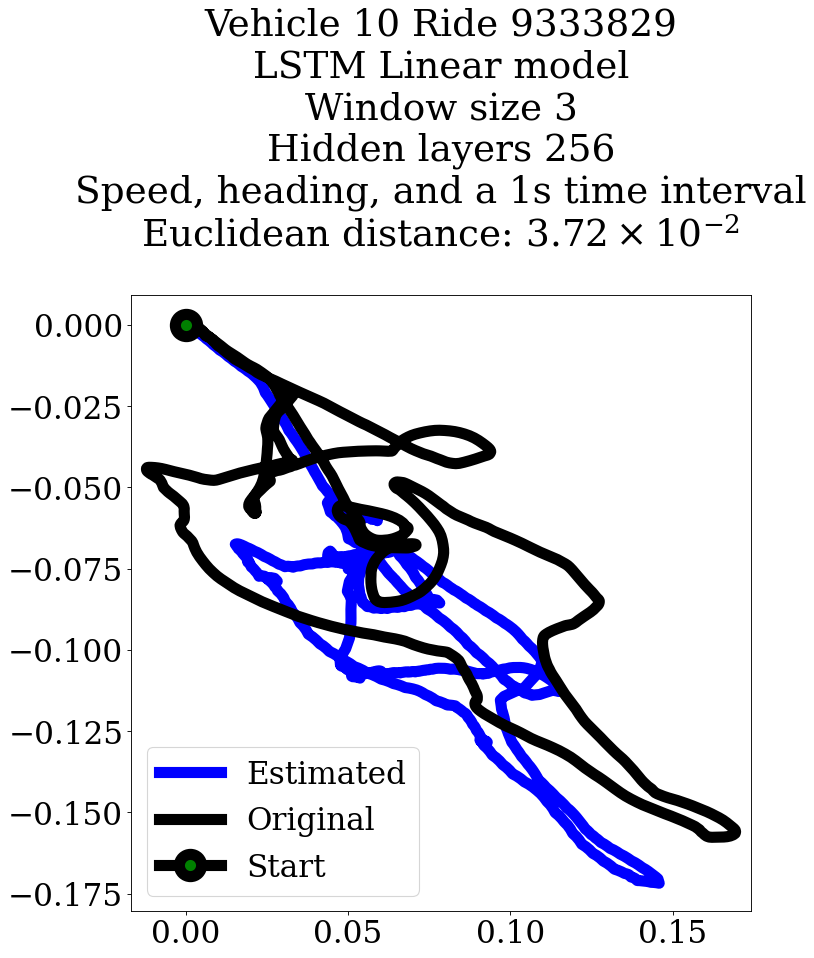 Vehicle 10 Ride 9333829
LSTM Linear model
Window size 3
Hidden layers 256
Speed, heading, and a 1s time interval
Euclidean distance: 3.72 × 10⁻²
0.000
−0.025
−0.050
−0.075
−0.100
−0.125
−0.150
−0.175
Estimated
Original
Start
0.00 0.05 0.10 0.15